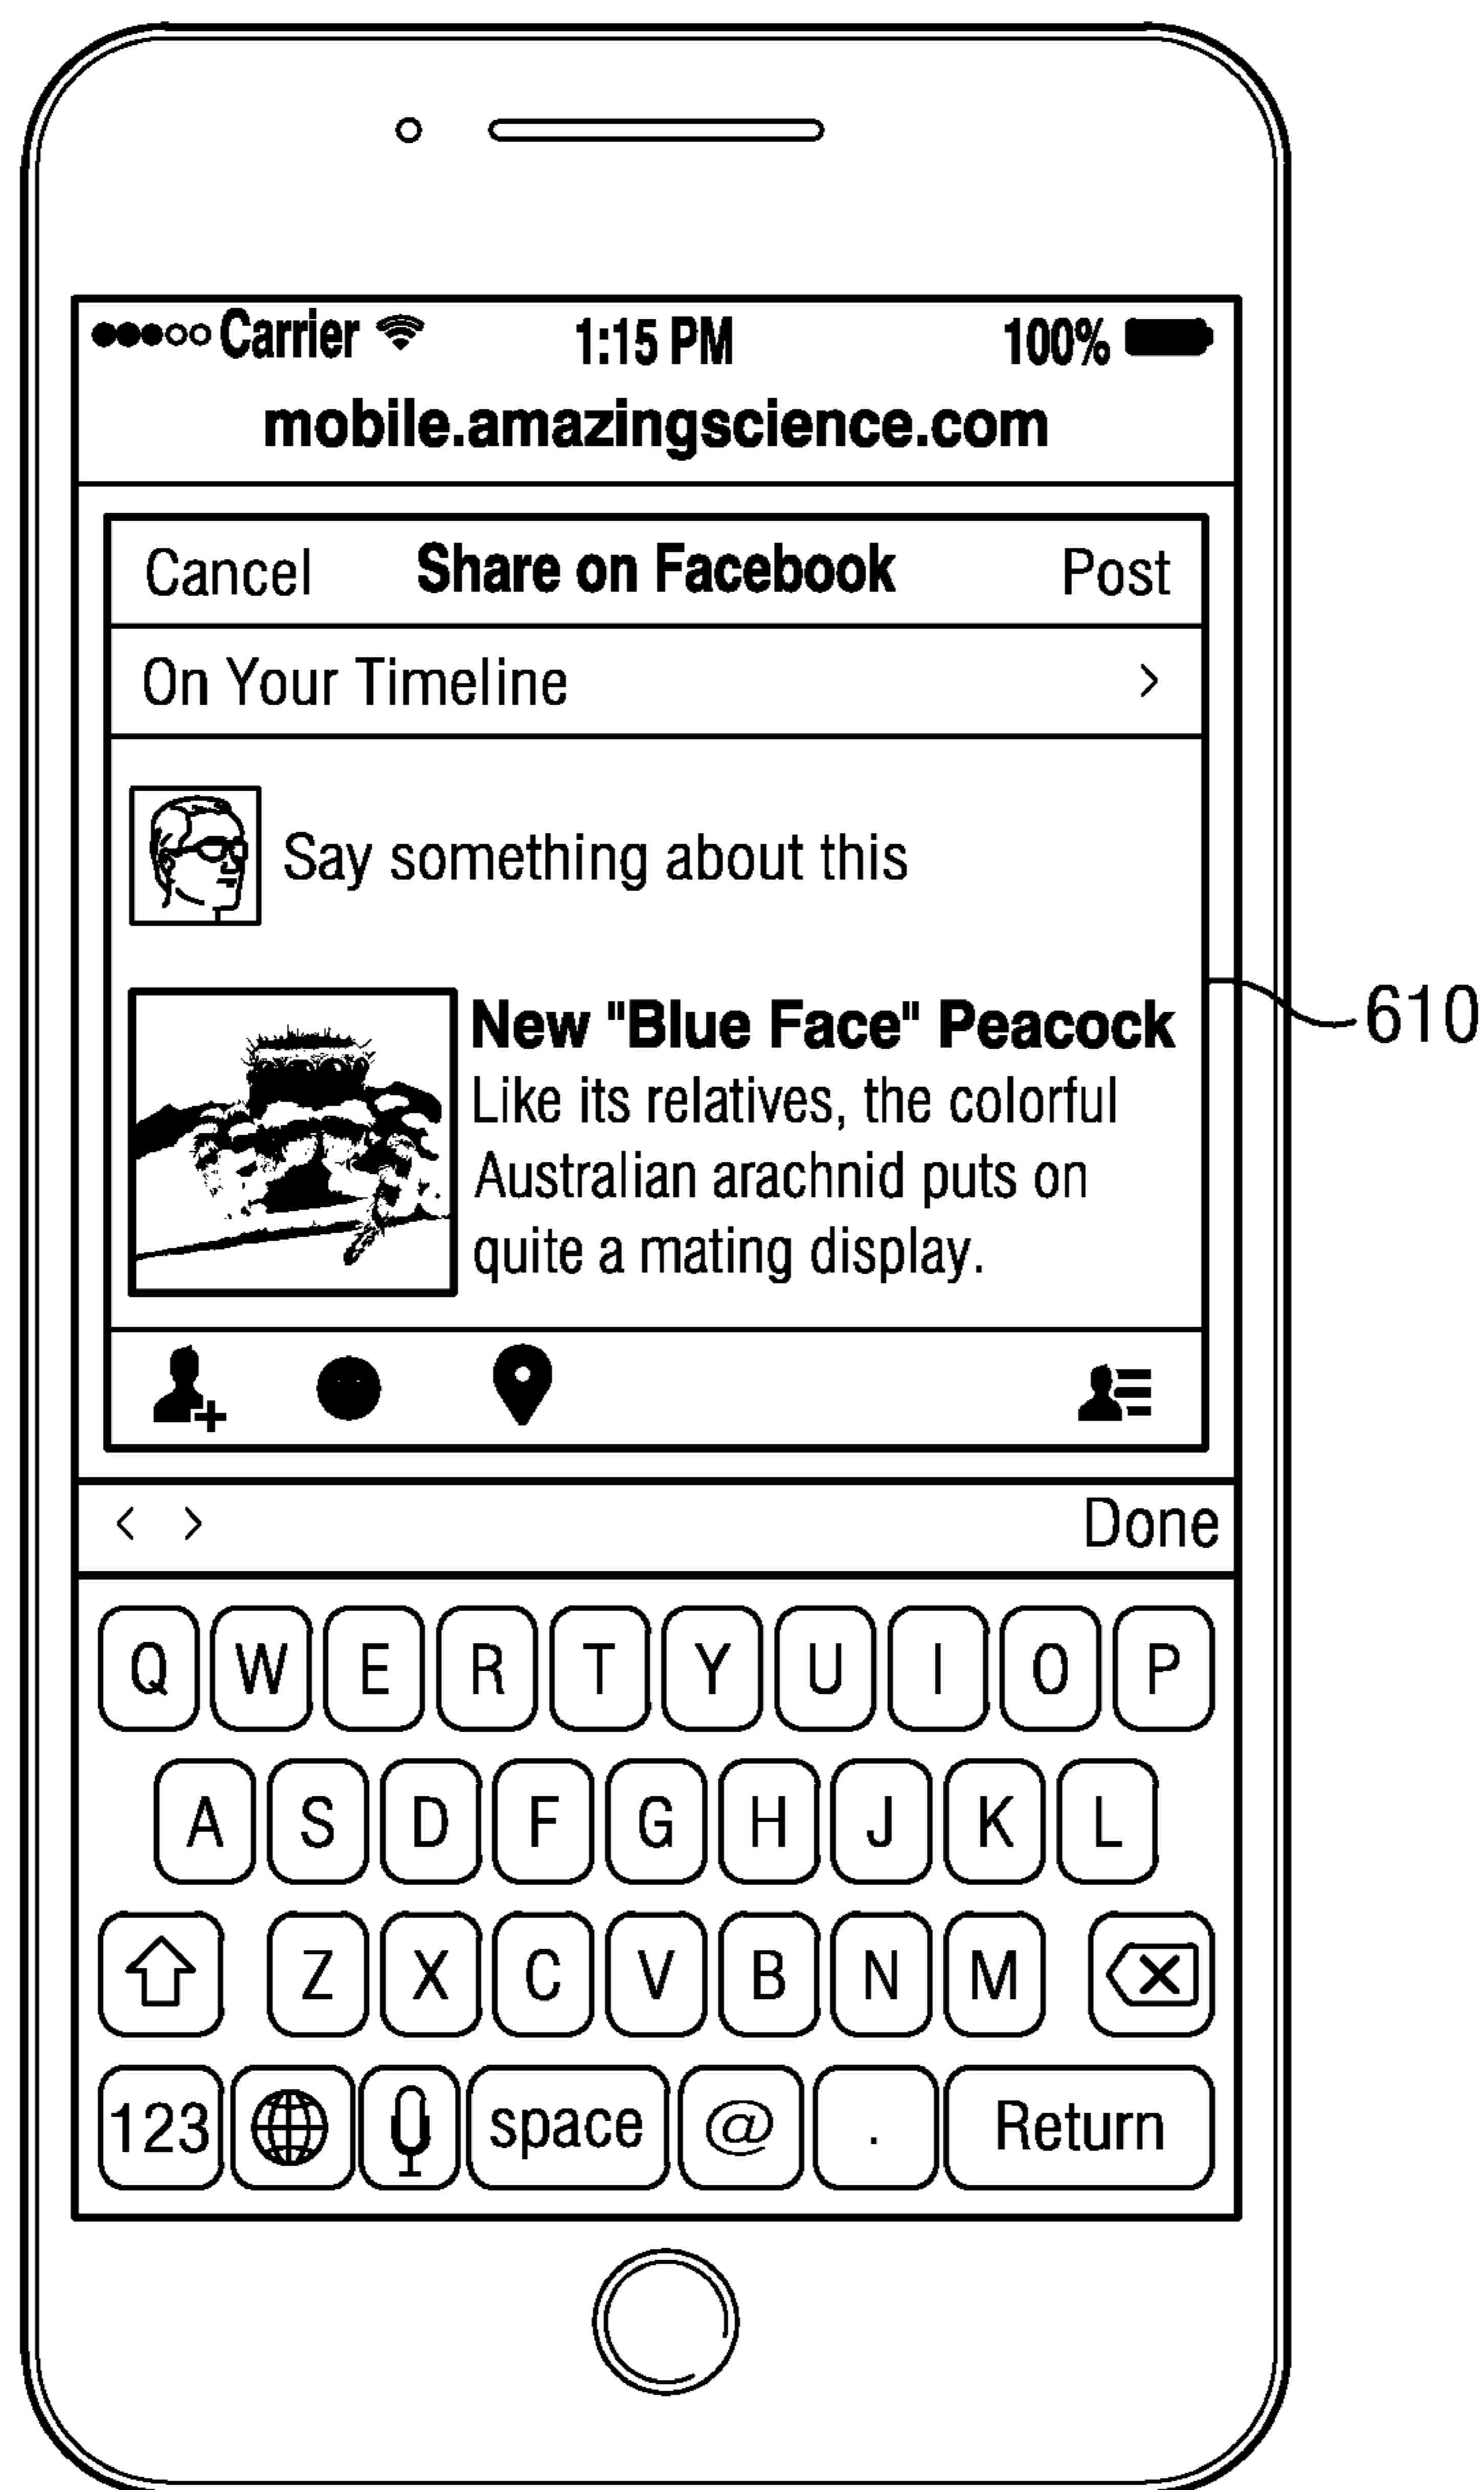 Carrier 1:15 PM 100%
mobile.amazingscience.com
Cancel Share on Facebook Post
On Your Timeline >
Say something about this
New "Blue Face" Peacock
Like its relatives, the colorful
Australian arachnid puts on
quite a mating display.
610
< > Done
Q W E R T Y U I O P
A S D F G H J K L
Z X C V B N M
123 space @ . Return